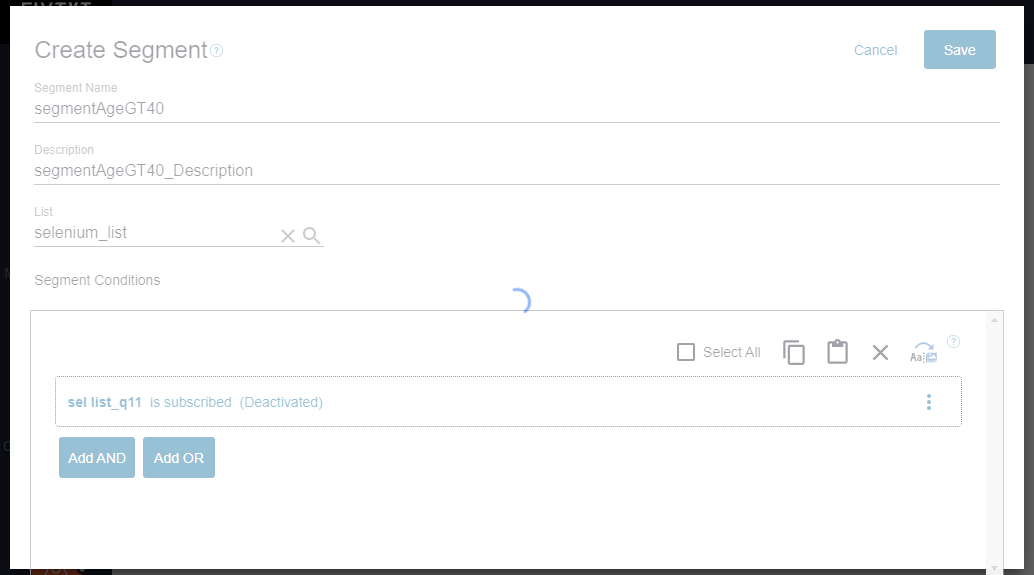 Create Segment ?
Cancel
Save
Segment Name
segmentAgeGT40
Description
segmentAgeGT40_Description
List
selenium_list
Segment Conditions
Select All
Aa
?
sel list_q11 is subscribed (Deactivated)
Add AND
Add OR